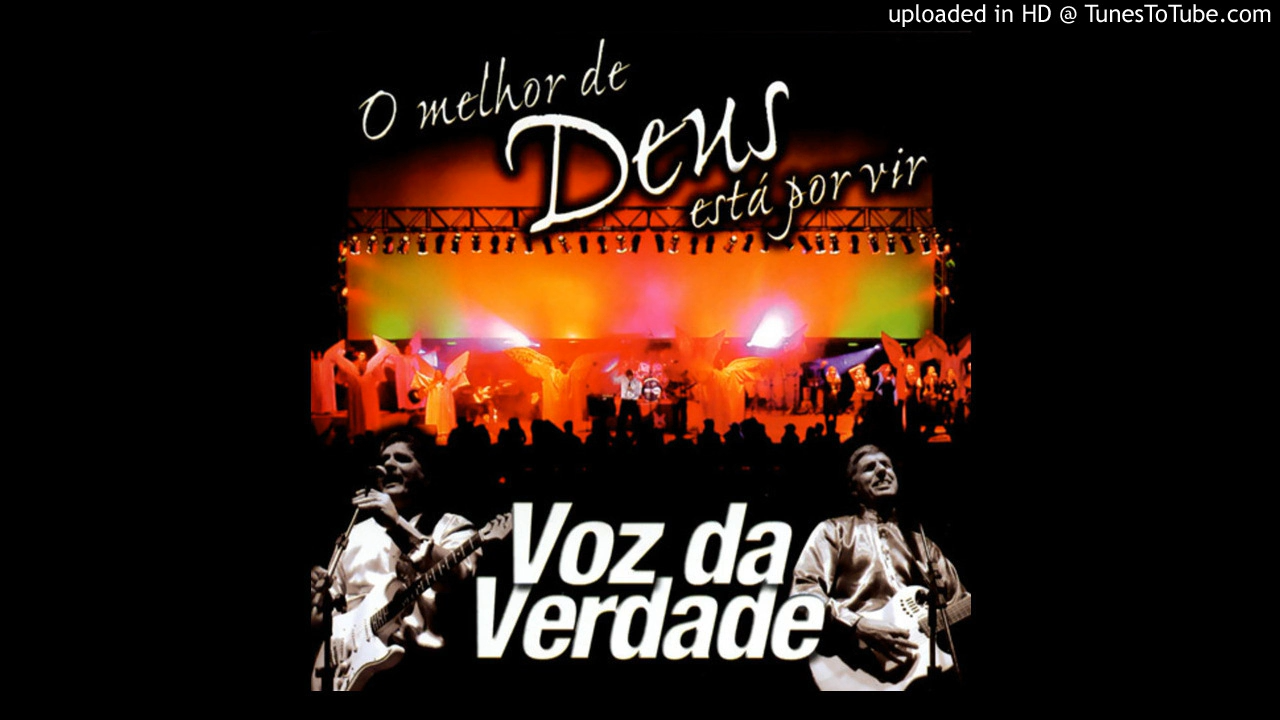 uploaded in HD @ TunesToTube.com
O melhor de
Deus
está por vir
Voz da
Verdade